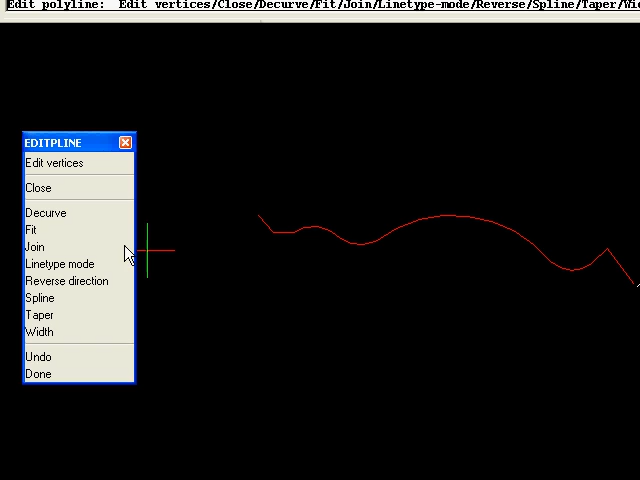 Edit polyline:  Edit vertices/Close/Decurve/Fit/Join/Linetype-mode/Reverse/Spline/Taper/Wi
EDITPLINE
Edit vertices
Close
Decurve
Fit
Join
Linetype mode
Reverse direction
Spline
Taper
Width
Undo
Done